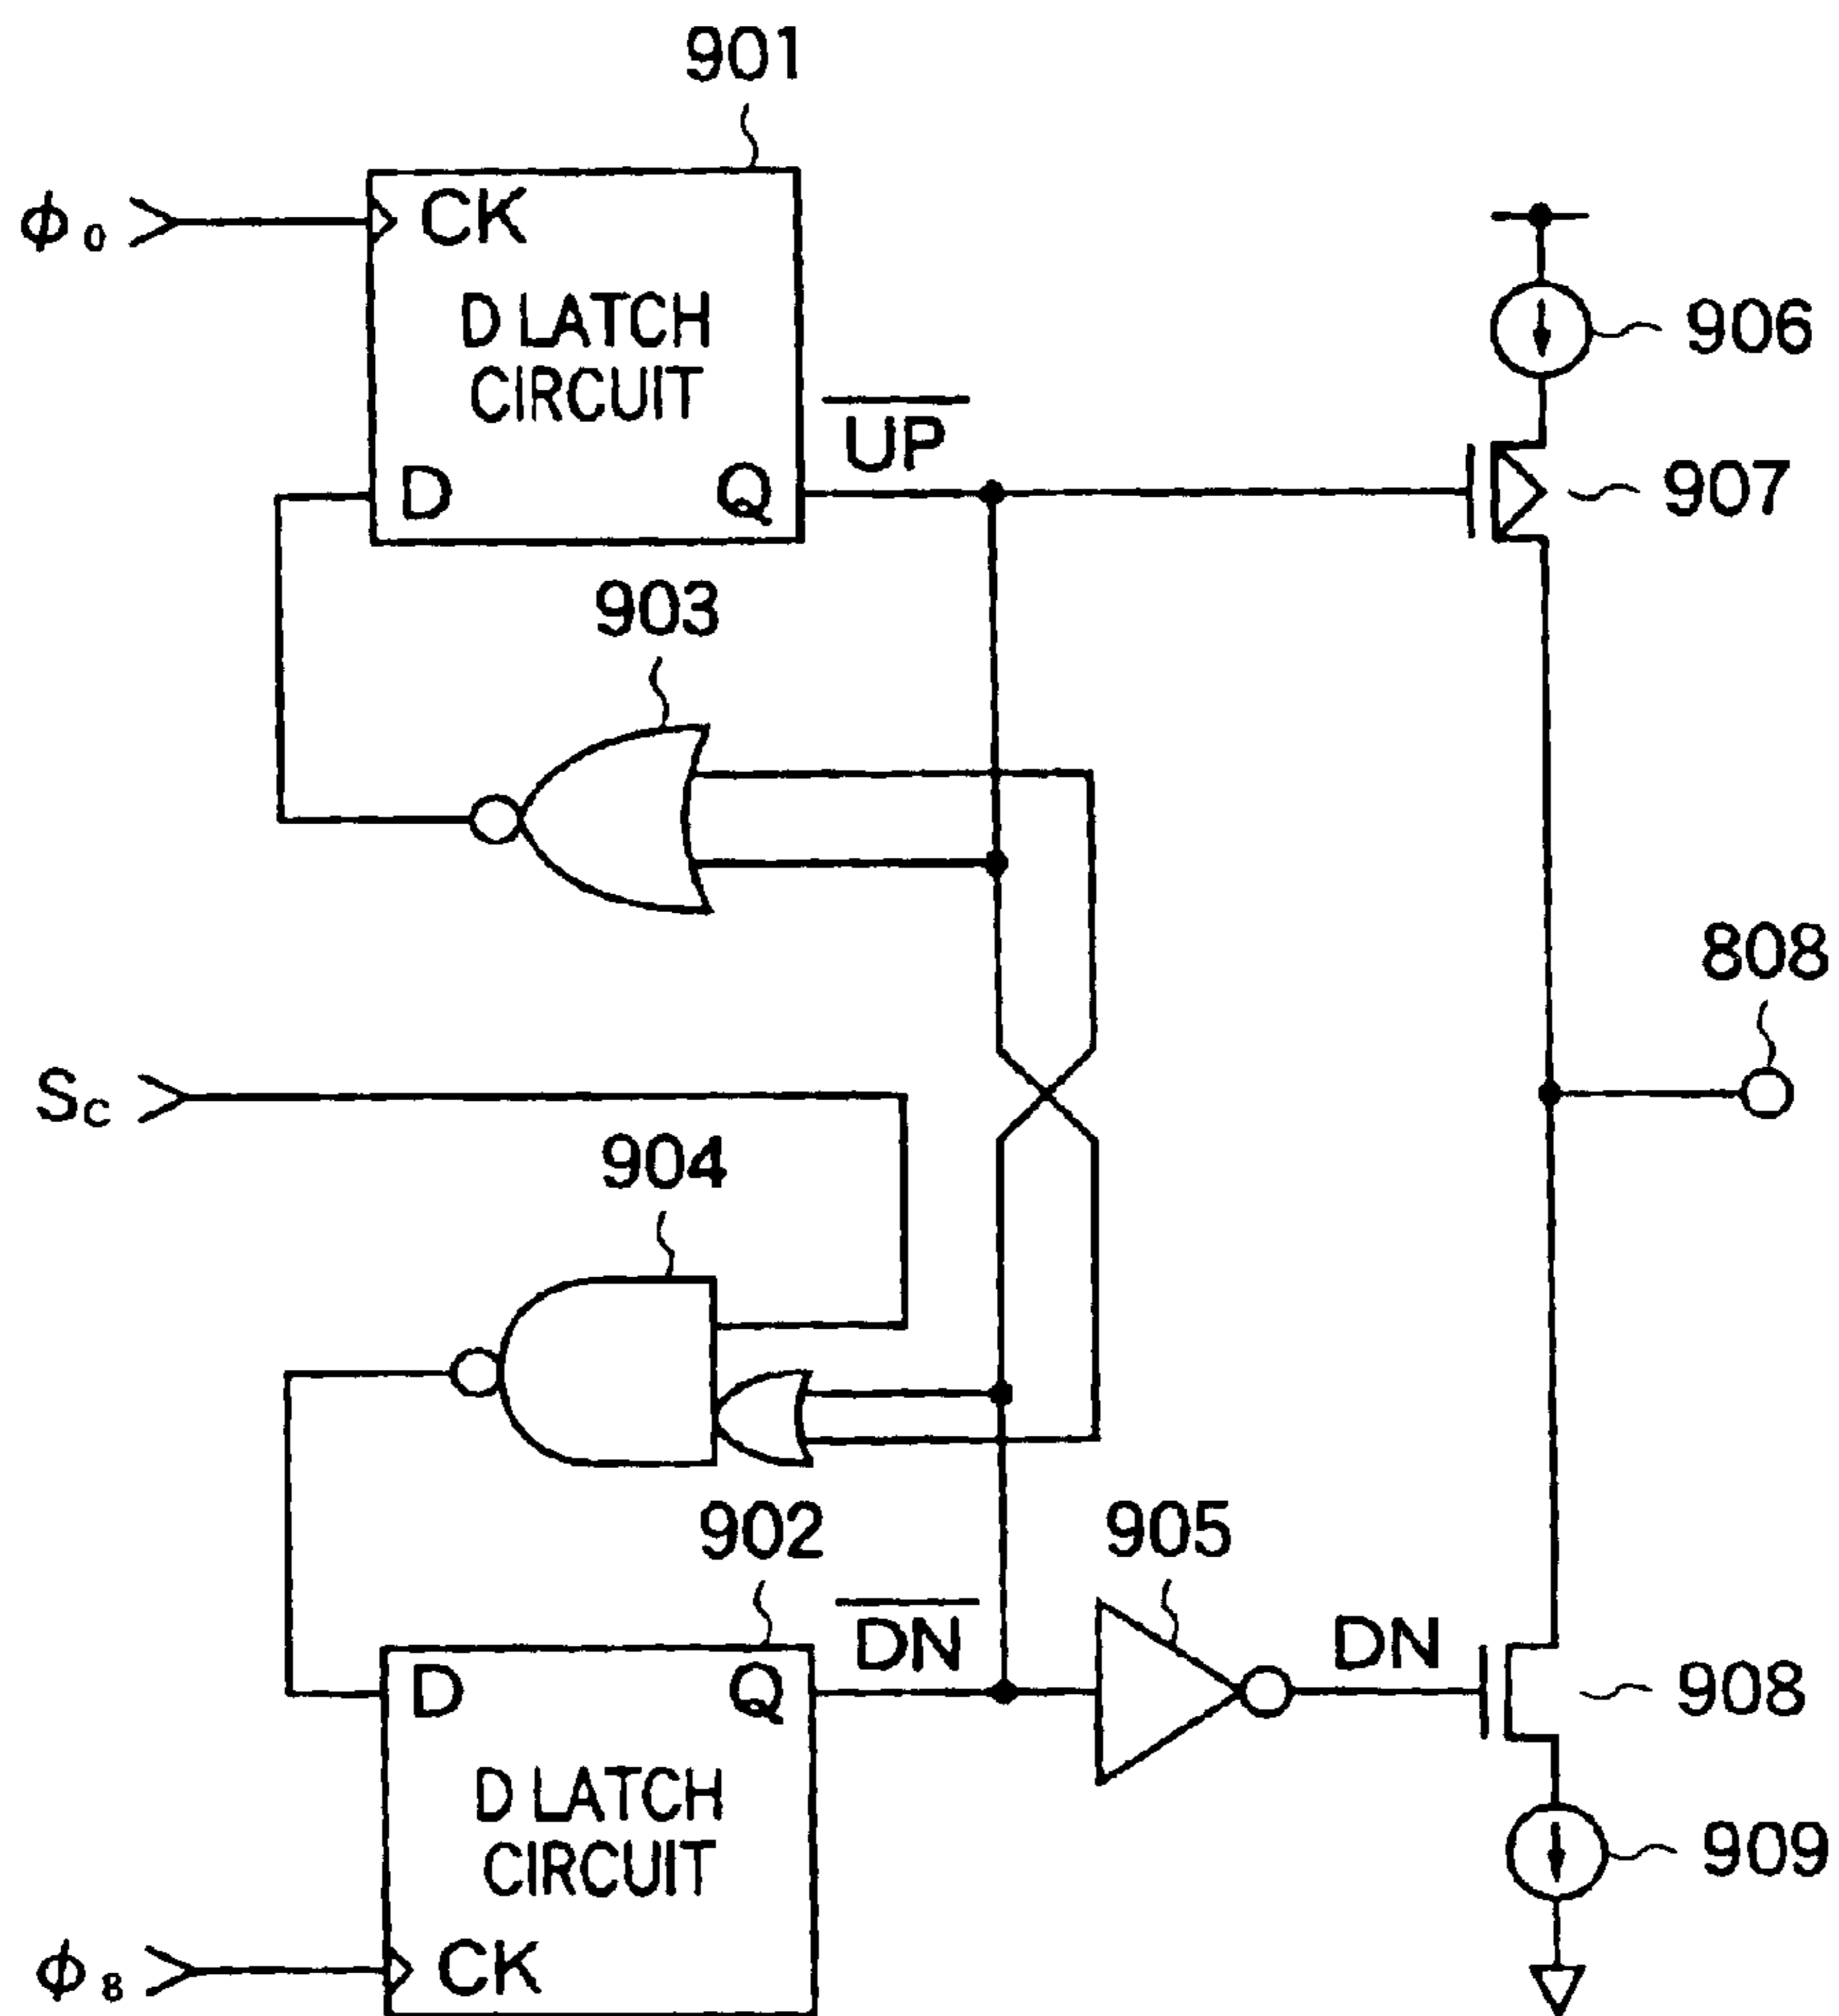 901
ϕ0
CK
D LATCH
CIRCUIT
D
Q
UP
906
907
903
808
SC
904
902
905
D
Q
DN
DN
908
D LATCH
CIRCUIT
909
ϕ8
CK